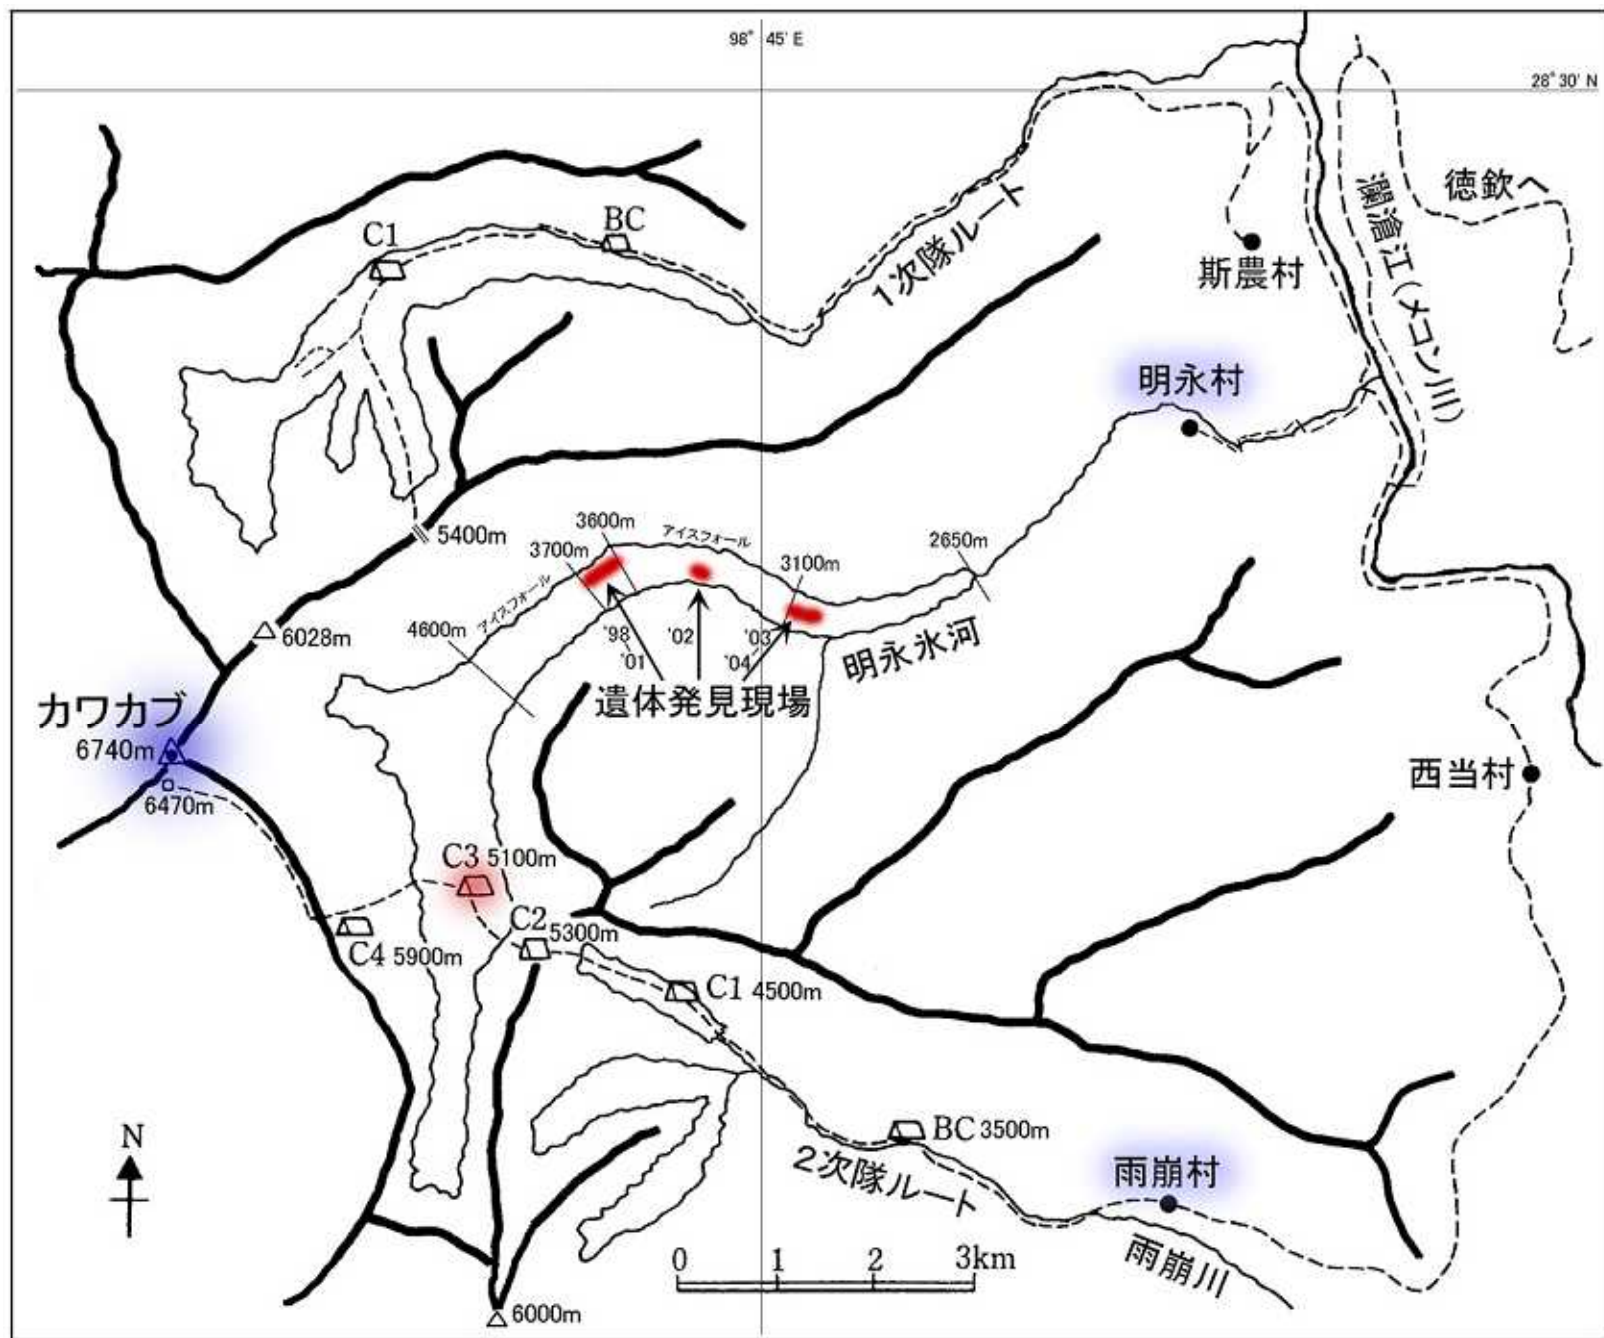 98° 45' E
28° 30' N
徳欽へ
瀾滄江(メコン川)
BC
C1
1次隊ルート
斯農村
明永村
5400m
3600m
アイスフォール
3700m
2650m
3100m
アイスフォール
4600m
6028m
'98
'01
'02
'03
'04
明永氷河
遺体発見現場
カワカブ
6740m
6470m
西当村
C3 5100m
C2
5300m
C4 5900m
C1 4500m
BC 3500m
N
2次隊ルート
雨崩村
雨崩川
0 1 2 3km
6000m